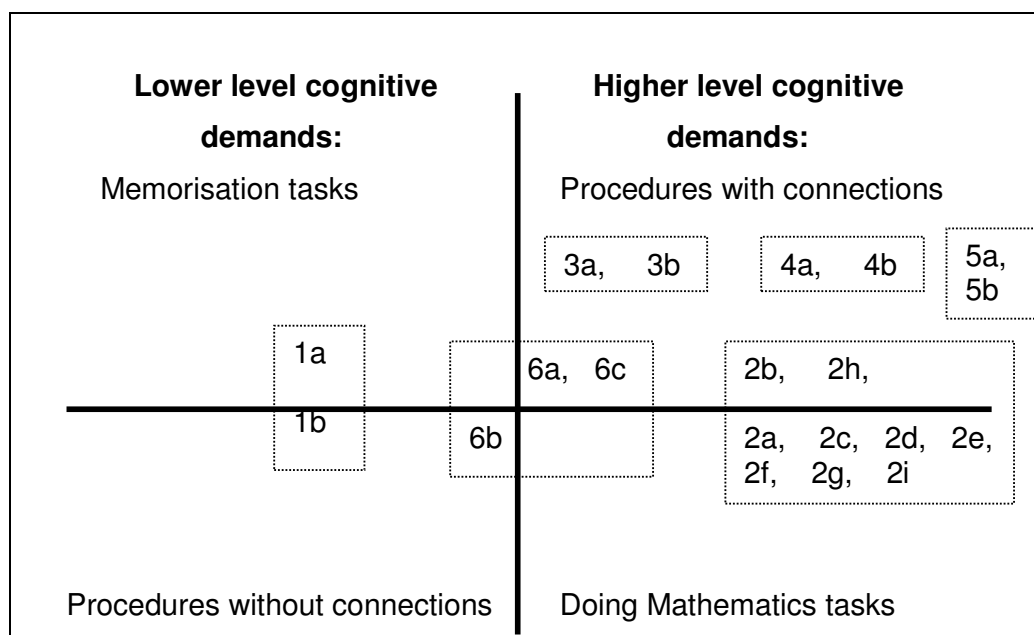 Lower level cognitive
demands:
Memorisation tasks
Higher level cognitive
demands:
Procedures with connections
3a, 3b
4a, 4b
5a,
5b
1a
1b
6a, 6c
6b
2b, 2h,
2a, 2c, 2d, 2e,
2f, 2g, 2i
Procedures without connections
Doing Mathematics tasks